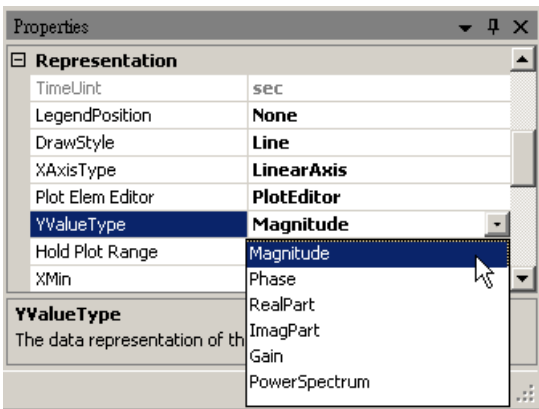 Properties
Representation
TimeUint sec
LegendPosition None
DrawStyle Line
XAxisType LinearAxis
Plot Elem Editor PlotEditor
YValueType Magnitude
Hold Plot Range Magnitude
XMin Phase
RealPart
YValueType ImagPart
The data representation of th Gain
PowerSpectrum